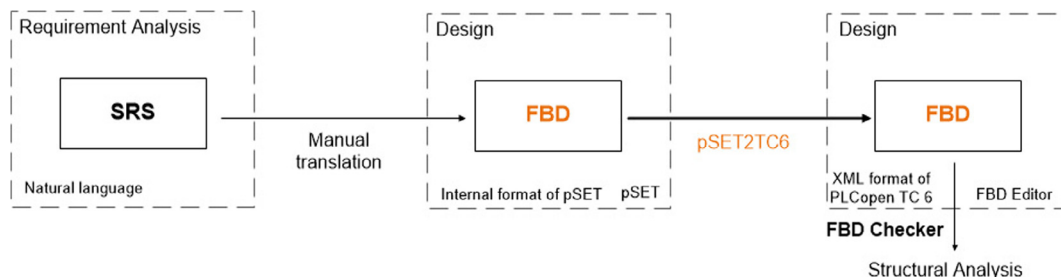 Requirement Analysis
SRS
Natural language
Manual
translation
Design
FBD
Internal format of pSET
pSET
pSET2TC6
Design
FBD
XML format of
PLCopen TC 6
FBD Editor
FBD Checker
Structural Analysis